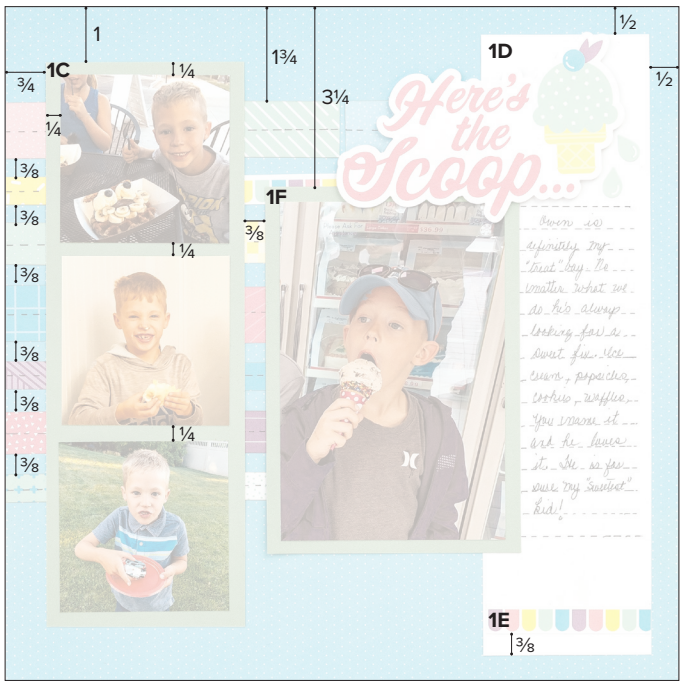 1
1¾
3¼
½
½
¾
1C
¼
¼
1D
Here's
the
Scoop...
⅜
⅜
⅜
1F
¼
⅜
⅜
⅜
¼
⅜
Owen is
definitely my
"treat" boy. No
matter what we
do he's always
looking for a
sweet fix. Ice
cream, popsicles,
cookies, waffles.
You name it
and he loves
it. He is for
sure my "sweetest"
kid!
1E
⅜